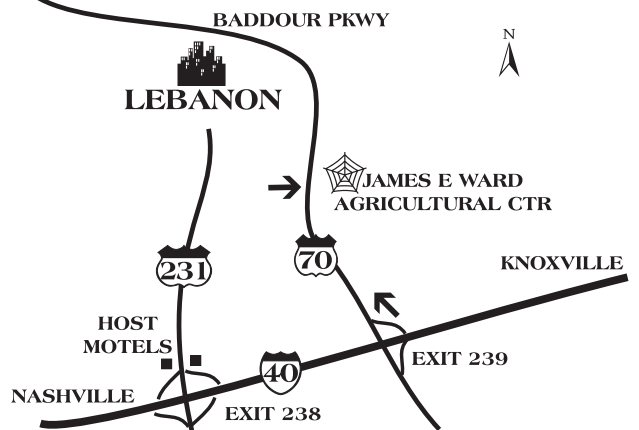 BADDOUR PKWY
N
LEBANON
JAMES E WARD
AGRICULTURAL CTR
231
70
KNOXVILLE
HOST
MOTELS
EXIT 239
40
NASHVILLE
EXIT 238